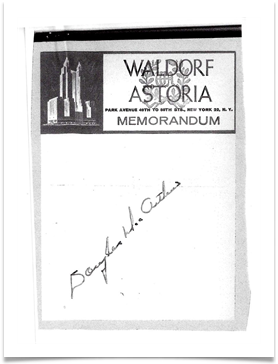 WALDORF
ASTORIA
PARK AVENUE 49TH TO 50TH STS., NEW YORK 22, N. Y.
MEMORANDUM
Douglas MacArthur